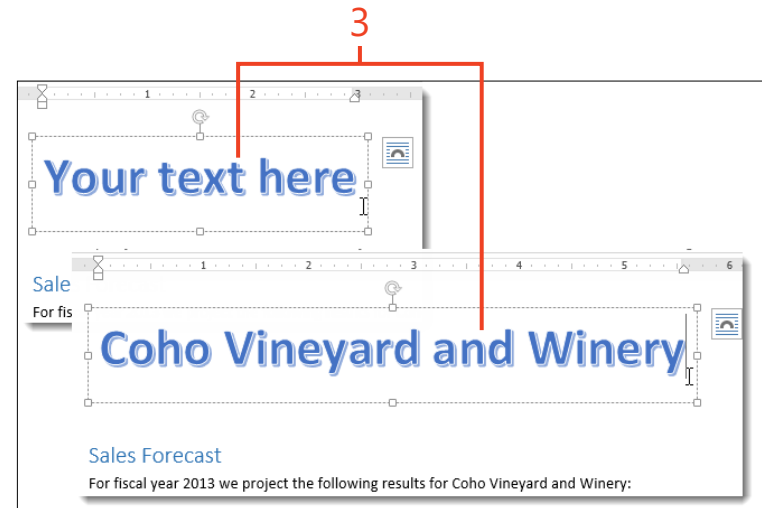 3
1 2 3
Your text here
1 2 3 4 5 6
Sale
For fis
Coho Vineyard and Winery
Sales Forecast
For fiscal year 2013 we project the following results for Coho Vineyard and Winery: